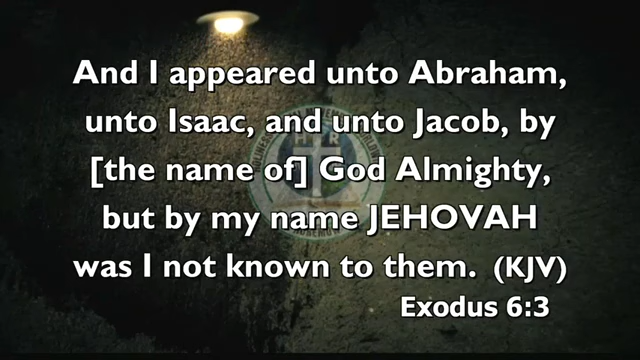 And I appeared unto Abraham,
unto Isaac, and unto Jacob, by
[the name of] God Almighty,
but by my name JEHOVAH
was I not known to them. (KJV)
Exodus 6:3